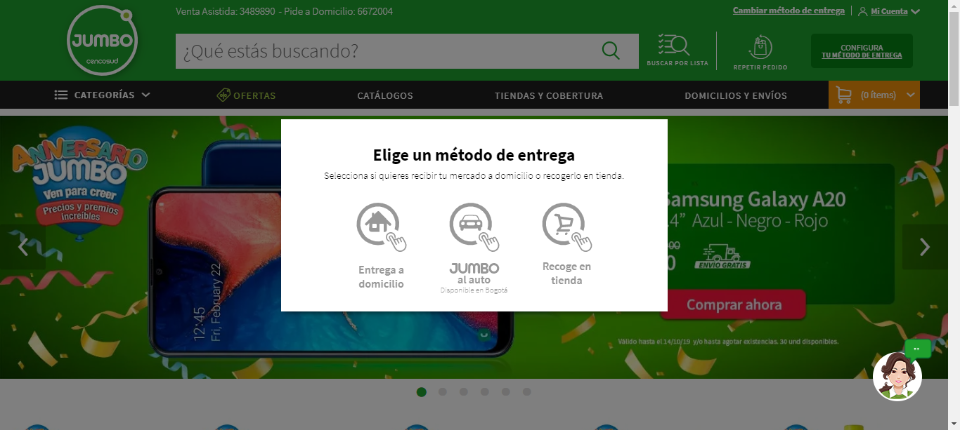 Venta Asistida: 3489890 - Pide a Domicilio: 6672004
Cambiar método de entrega
Mi Cuenta
JUMBO
cencosud
¿Qué estás buscando?
BUSCAR POR LISTA
REPETIR PEDIDO
CONFIGURA
TU MÉTODO DE ENTREGA
CATEGORÍAS
OFERTAS
CATÁLOGOS
TIENDAS Y COBERTURA
DOMICILIOS Y ENVÍOS
(0 ítems)
ANIVERSARIO
JUMBO
Ven para creer
Precios y premios
increíbles
12:45
Fri, February 22
Elige un método de entrega
Selecciona si quieres recibir tu mercado a domicilio o recogerlo en tienda.
Entrega a
domicilio
JUMBO
al auto
Disponible en Bogotá
Recoge en
tienda
Samsung Galaxy A20
.4” Azul - Negro - Rojo
ENVÍO GRATIS
Comprar ahora
Válido hasta el 14/10/19 y/o hasta agotar existencias. 30 und disponibles.